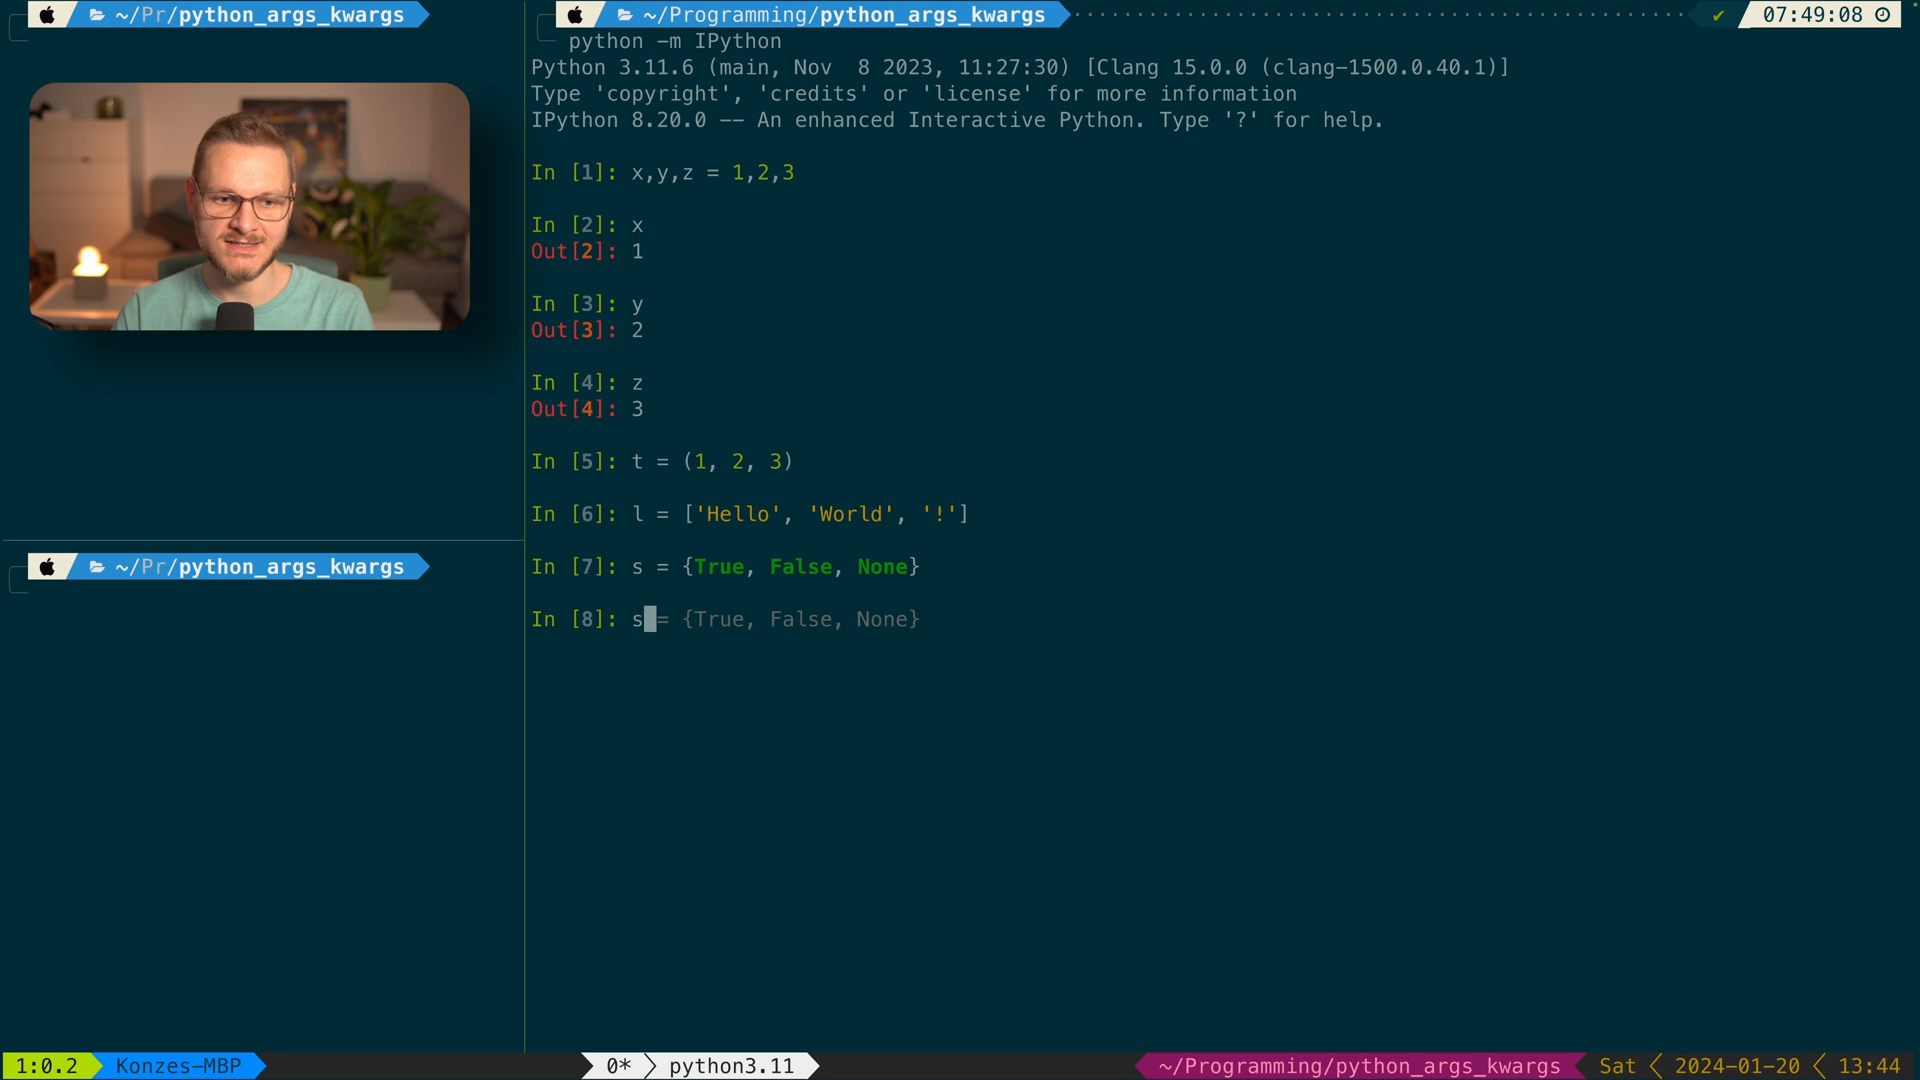 ~/Pr/python_args_kwargs
~/Programming/python_args_kwargs ✔ 07:49:08
python -m IPython
Python 3.11.6 (main, Nov  8 2023, 11:27:30) [Clang 15.0.0 (clang-1500.0.40.1)]
Type 'copyright', 'credits' or 'license' for more information
IPython 8.20.0 -- An enhanced Interactive Python. Type '?' for help.
In [1]: x,y,z = 1,2,3
In [2]: x
Out[2]: 1
In [3]: y
Out[3]: 2
In [4]: z
Out[4]: 3
In [5]: t = (1, 2, 3)
In [6]: l = ['Hello', 'World', '!']
In [7]: s = {True, False, None}
In [8]: s = {True, False, None}
~/Pr/python_args_kwargs
1:0.2 Konzes-MBP 0* python3.11 ~/Programming/python_args_kwargs Sat 2024-01-20 13:44